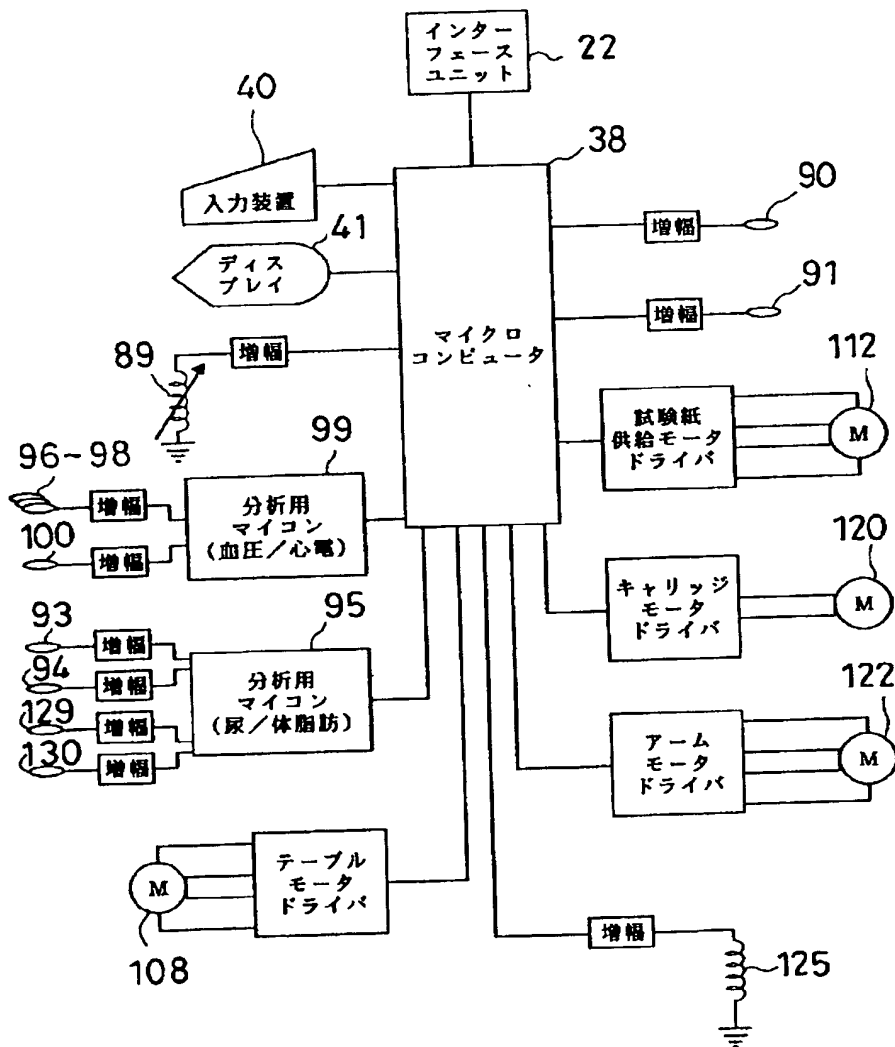 インター
フェース
ユニット
22
40
38
入力装置
90
増幅
41
ディス
プレイ
91
増幅
マイクロ
コンピュータ
89
増幅
112
試験紙
供給モータ
ドライバ
M
96~98
増幅
99
分析用
マイコン
(血圧/心電)
100
増幅
120
キャリッジ
モータ
ドライバ
M
93
増幅
95
94
増幅
分析用
マイコン
(尿/体脂肪)
129
増幅
130
増幅
122
アーム
モータ
ドライバ
M
テーブル
モータ
ドライバ
M
108
増幅
125